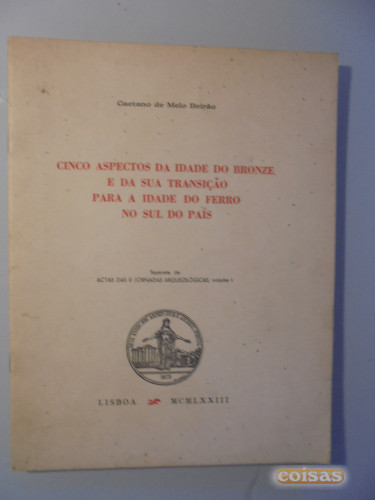 Caetano de Melo Beirão
CINCO ASPECTOS DA IDADE DO BRONZE
E DA SUA TRANSIÇÃO
PARA A IDADE DO FERRO
NO SUL DO PAÍS
Separata de
ACTAS DAS II JORNADAS ARQUEOLÓGICAS, volume I
LISBOA MCMLXXIII
coisas